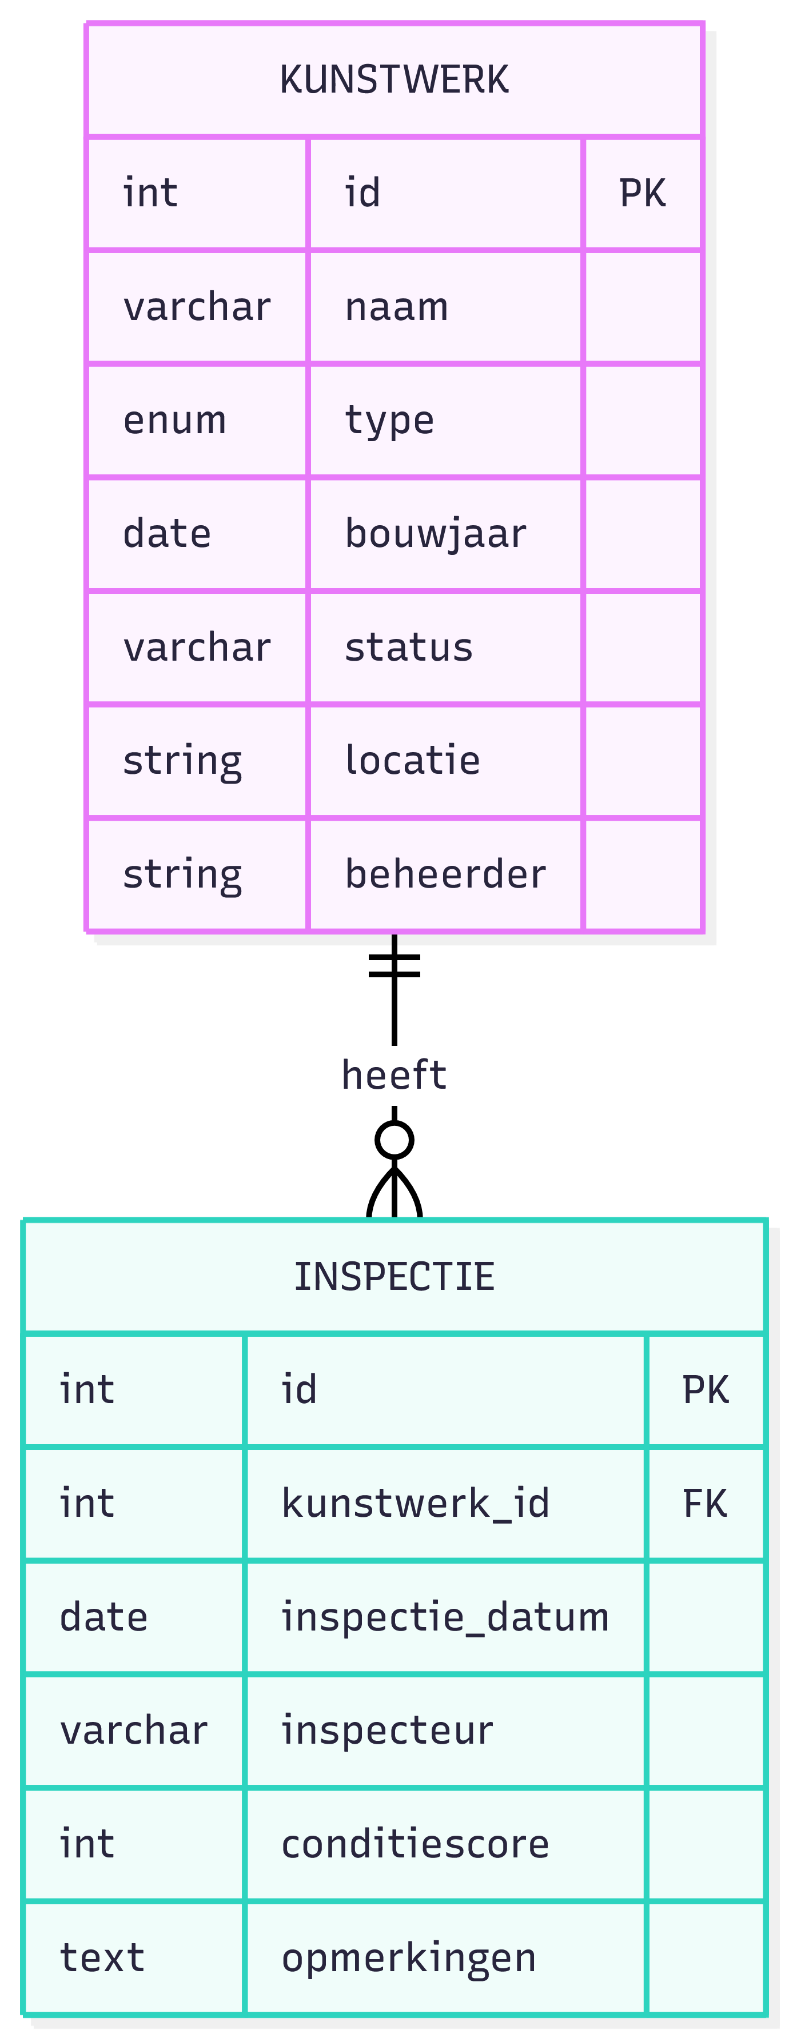 KUNSTWERK
int id PK
varchar naam
enum type
date bouwjaar
varchar status
string locatie
string beheerder
heeft
INSPECTIE
int id PK
int kunstwerk_id FK
date inspectie_datum
varchar inspecteur
int conditiescore
text opmerkingen